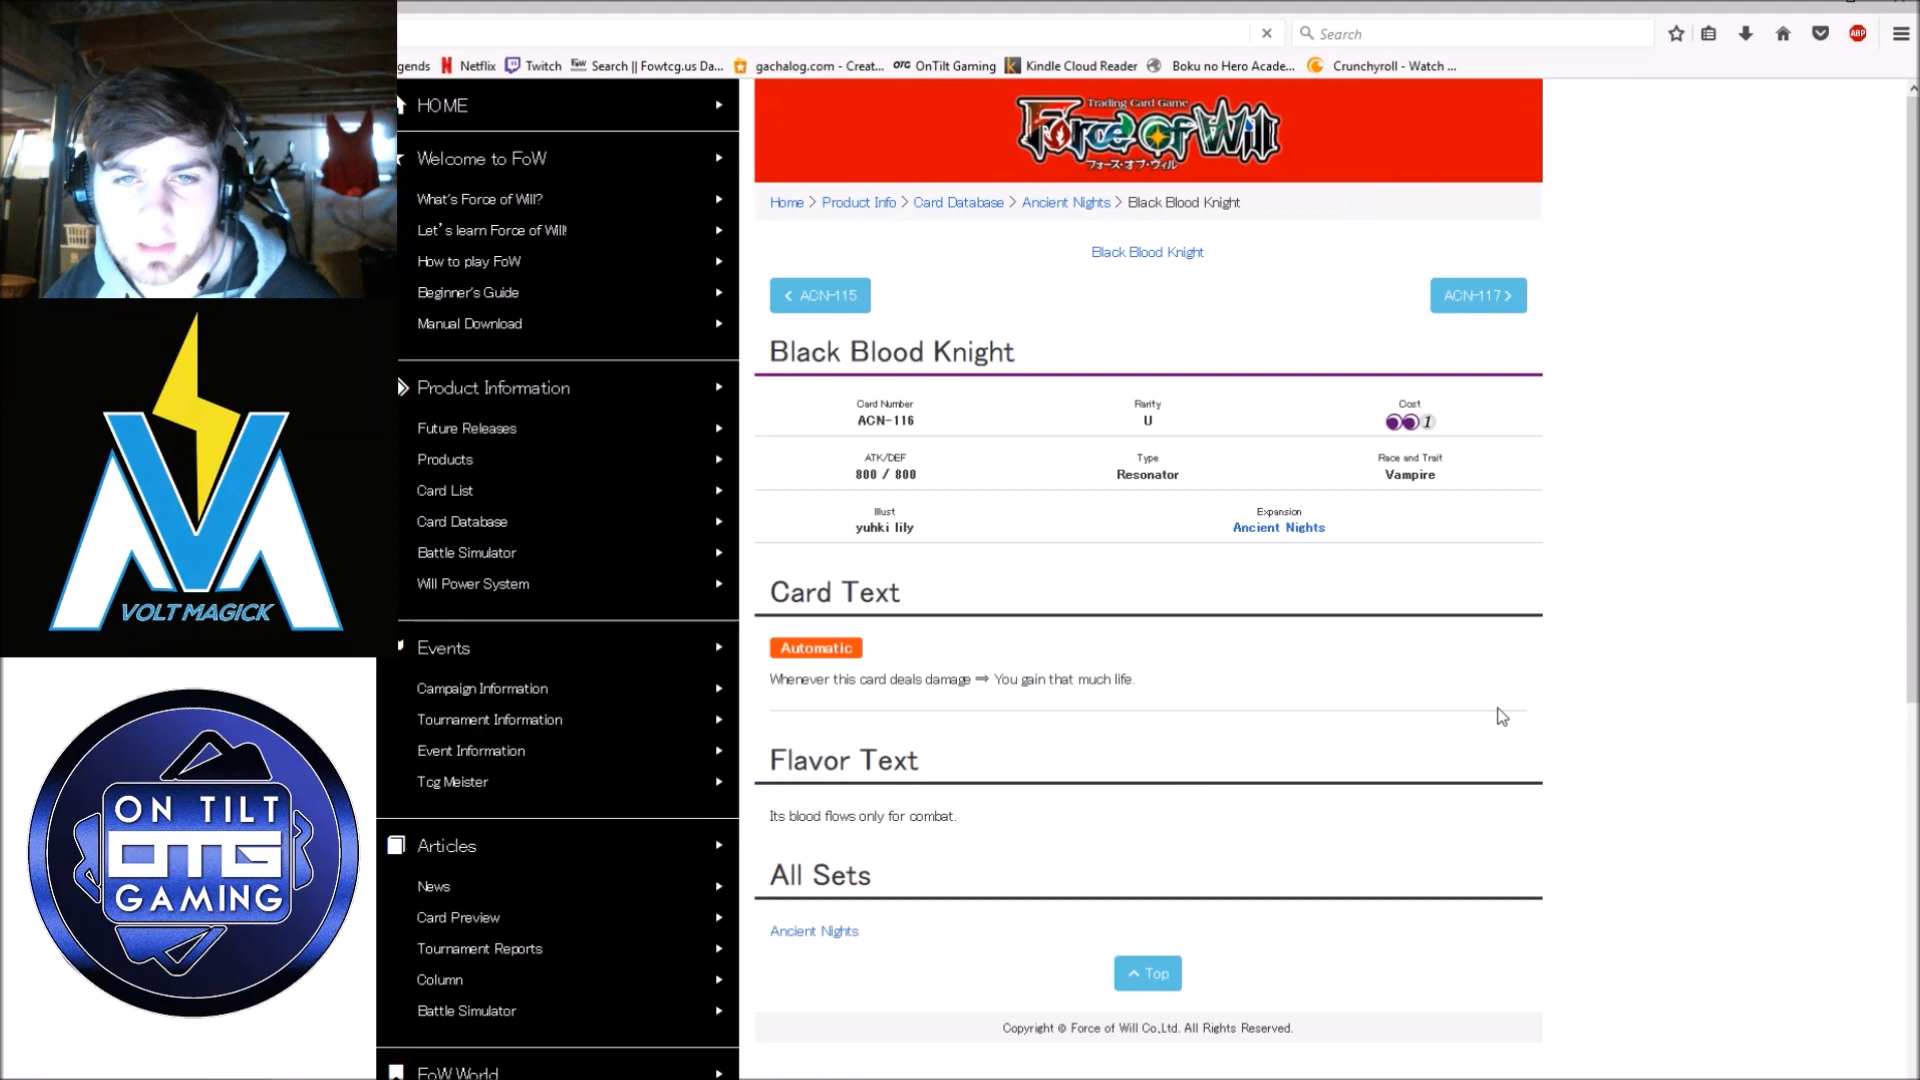 Search
gends Netflix Twitch FoW Search || Fowtcg.us Da... gachalog.com - Creat... OTG OnTilt Gaming Kindle Cloud Reader Boku no Hero Acade... Crunchyroll - Watch ...
ABP
HOME
Welcome to FoW
What's Force of Will?
Let's learn Force of Will!
How to play FoW
Beginner's Guide
Manual Download
Product Information
Future Releases
Products
Card List
Card Database
Battle Simulator
Will Power System
Events
Campaign Information
Tournament Information
Event Information
Tcg Meister
Articles
News
Card Preview
Tournament Reports
Column
Battle Simulator
FoW World
Trading Card Game
Force of Will
フォース・オブ・ウィル
Home > Product Info > Card Database > Ancient Nights > Black Blood Knight
Black Blood Knight
< ACN-115
ACN-117 >
Black Blood Knight
Card Number
ACN-116
Rarity
U
Cost
1
ATK/DEF
800 / 800
Type
Resonator
Race and Trait
Vampire
Illust
yuhki lily
Expansion
Ancient Nights
Card Text
Automatic
Whenever this card deals damage ⇒ You gain that much life.
Flavor Text
Its blood flows only for combat.
All Sets
Ancient Nights
Top
Copyright © Force of Will Co.,Ltd. All Rights Reserved.
VOLT MAGICK
ON TILT
OTG
GAMING